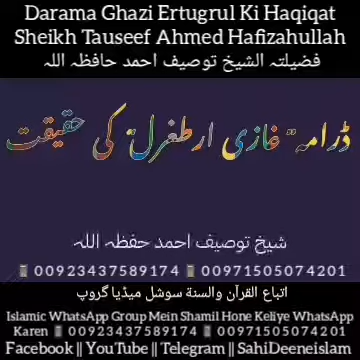 Darama Ghazi Ertugrul Ki Haqiqat
Sheikh Tauseef Ahmed Hafizahullah
فضیلتہ الشیخ توصیف احمد حافظہ اللہ
ڈرامہ "غازی ارطغرل" کی حقیقت
شیخ توصیف احمد حفظہ اللہ
00923437589174 00971505074201
اتباع القرآن والسنة سوشل میڈیا گروپ
Islamic WhatsApp Group Mein Shamil Hone Keliye WhatsApp
Karen 00923437589174 00971505074201
Facebook || YouTube || Telegram || SahiDeeneislam